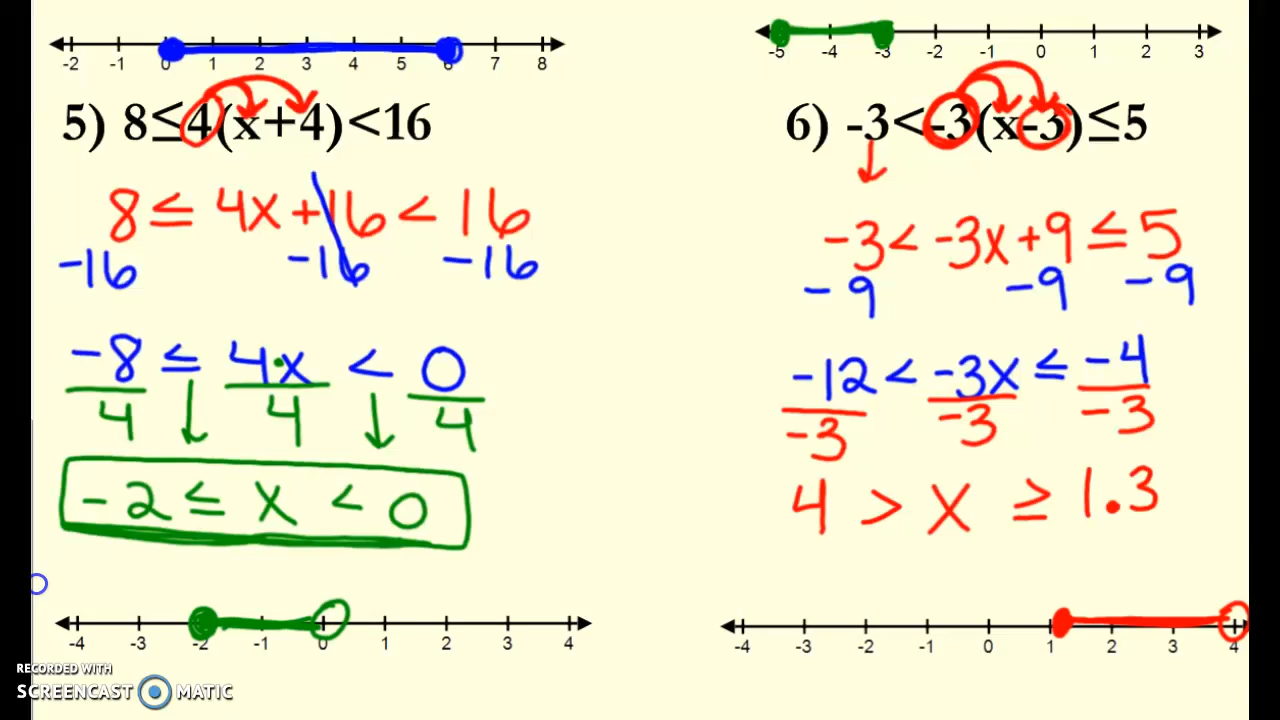 -2 -1 0 1 2 3 4 5 6 7 8
5) 8≤4(x+4)<16
8 ≤ 4x +16 < 16
-16 -16 -16
-8 ≤ 4·x < 0
4 4 4
-2 ≤ x < 0
-4 -3 -2 -1 0 1 2 3 4
-5 -4 -3 -2 -1 0 1 2 3
6) -3<-3(x-3)≤5
-3 < -3x +9 ≤ 5
-9 -9 -9
-12 < -3x ≤ -4
-3 -3 -3
4 > x ≥ 1.3
-4 -3 -2 -1 0 1 2 3 4
RECORDED WITH
SCREENCAST MATIC